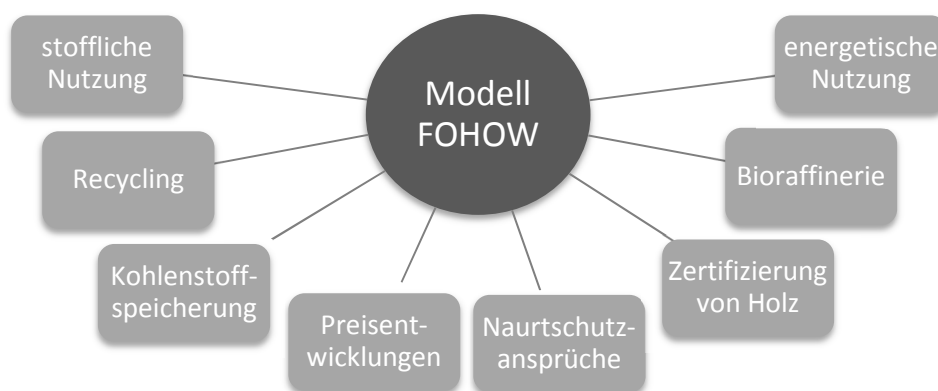 stoffliche
Nutzung
Modell
FOHOW
energetische
Nutzung
Recycling
Bioraffinerie
Kohlenstoff-
speicherung
Zertifizierung
von Holz
Preisent-
wicklungen
Naurtschutz-
ansprüche